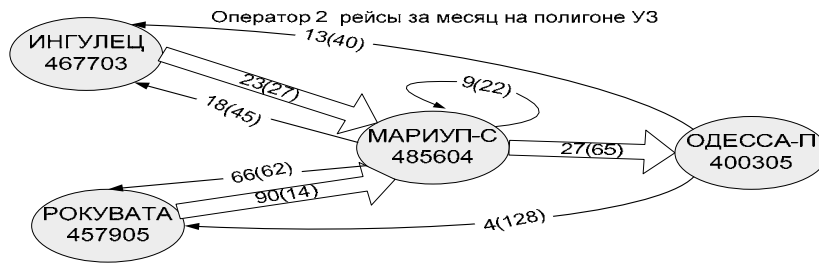 Оператор 2 рейсы за месяц на полигоне УЗ
13(40)
ИНГУЛЕЦ
467703
23(27)
9(22)
18(45)
МАРИУП-С
485604
27(65)
ОДЕССА-П
400305
66(62)
90(14)
РОКУВАТА
457905
4(128)